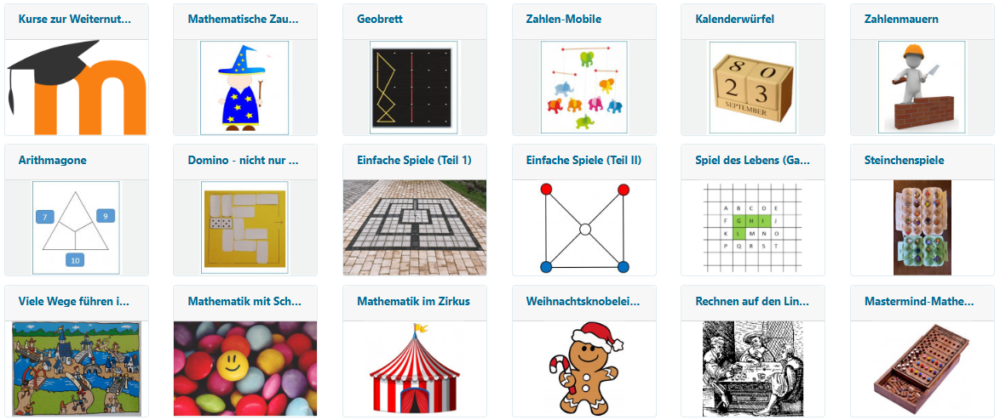 Kurse zur Weiternut...
Mathematische Zau...
Geobrett
Zahlen-Mobile
Kalenderwürfel
Zahlenmauern
m
8 0
2 3
SEPTEMBER
Arithmagone
Domino - nicht nur ...
Einfache Spiele (Teil 1)
Einfache Spiele (Teil II)
Spiel des Lebens (Ga...
Steinchenspiele
7 9
10
A B C D E
F G H I J
K L M N O
P Q R S T
Viele Wege führen i...
Mathematik mit Sch...
Mathematik im Zirkus
Weihnachtsknobelei...
Rechnen auf den Lin...
Mastermind-Mathe...